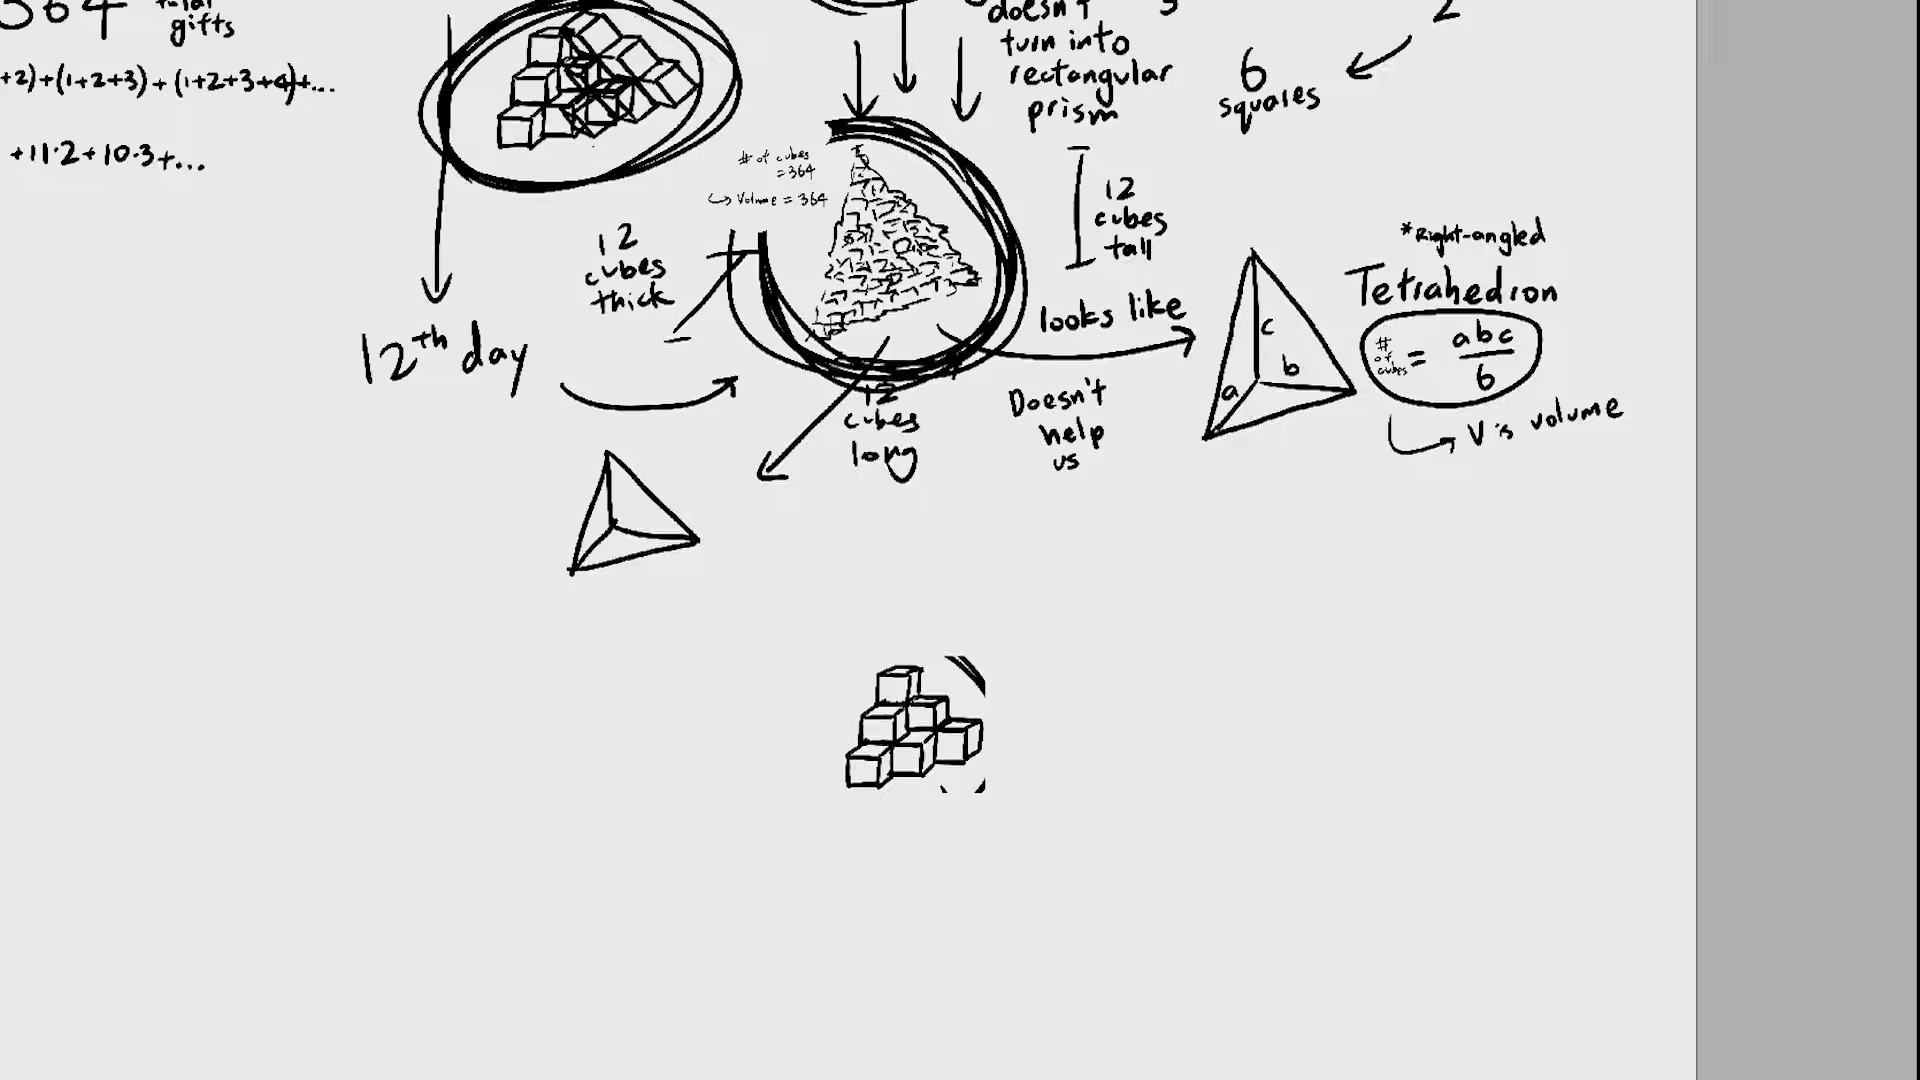 364 total
gifts
+2)+(1+2+3)+(1+2+3+4)+...
+11·2+10·3+...
12th day
# of cubes
=364
↳ Volume = 364
12
cubes
thick
12
cubes
long
doesn't
turn into
rectangular
prism
12
cubes
tall
looks like
Doesn't
help
us
2
6
squares
*Right-angled
Tetrahedron
a
b
c
# of cubes = abc/6
V is volume